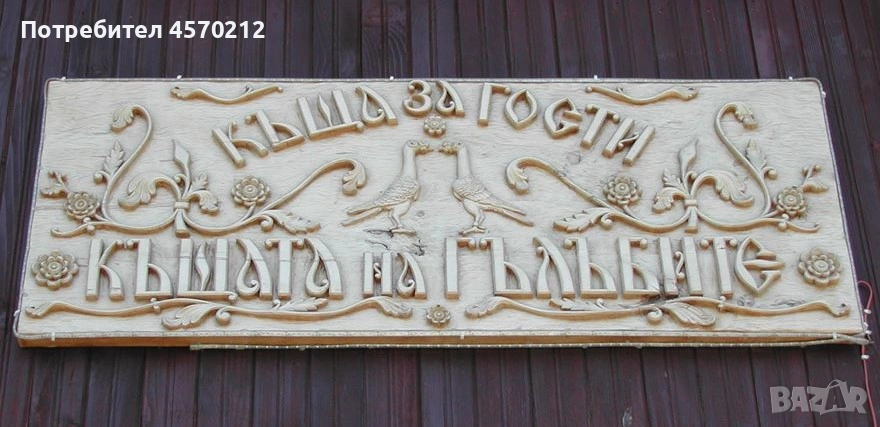 Потребител 4570212
КЪЩА ЗА ГОСТИ
КЪЩАТА НА ГЪЛЪБИТЕ
BAZAR